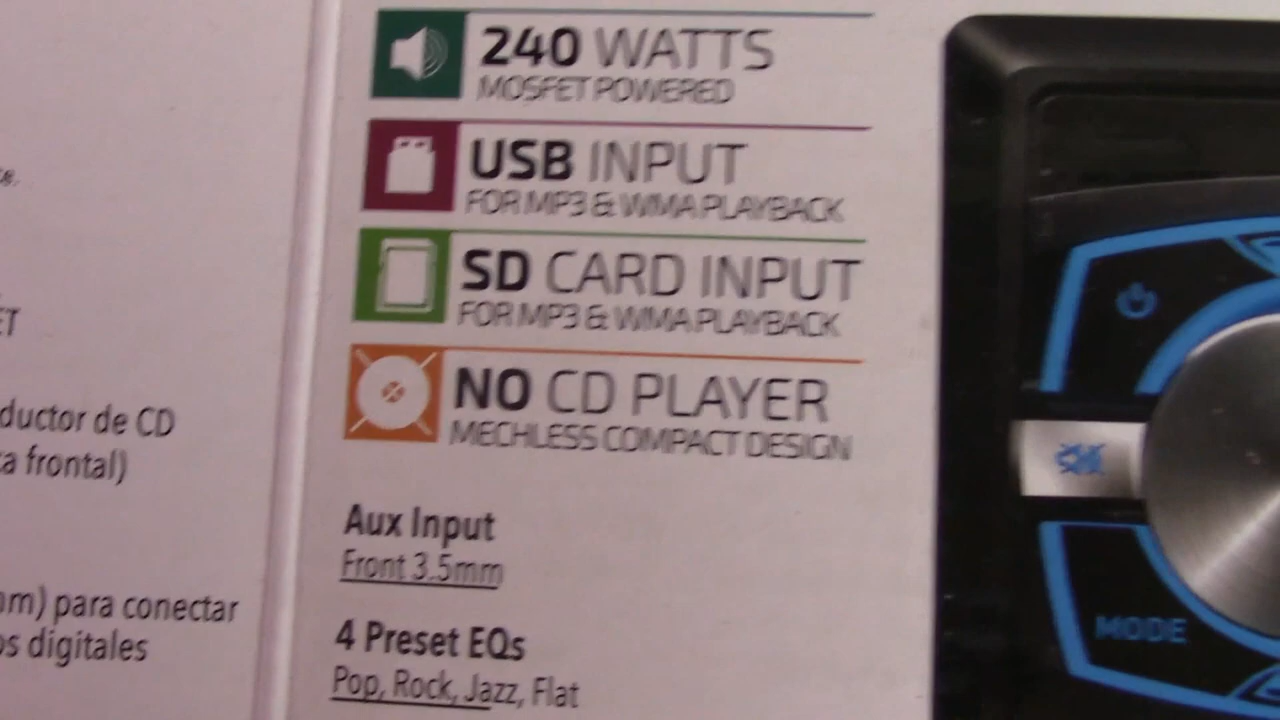 ductor de CD
a frontal)
para conectar
digitales
240 WATTS
MOSFET POWERED
USB INPUT
FOR MP3 & WMA PLAYBACK
SD CARD INPUT
FOR MP3 & WMA PLAYBACK
NO CD PLAYER
MECHLESS COMPACT DESIGN
Aux Input
Front 3.5mm
4 Preset EQs
Pop, Rock, Jazz, Flat
MODE